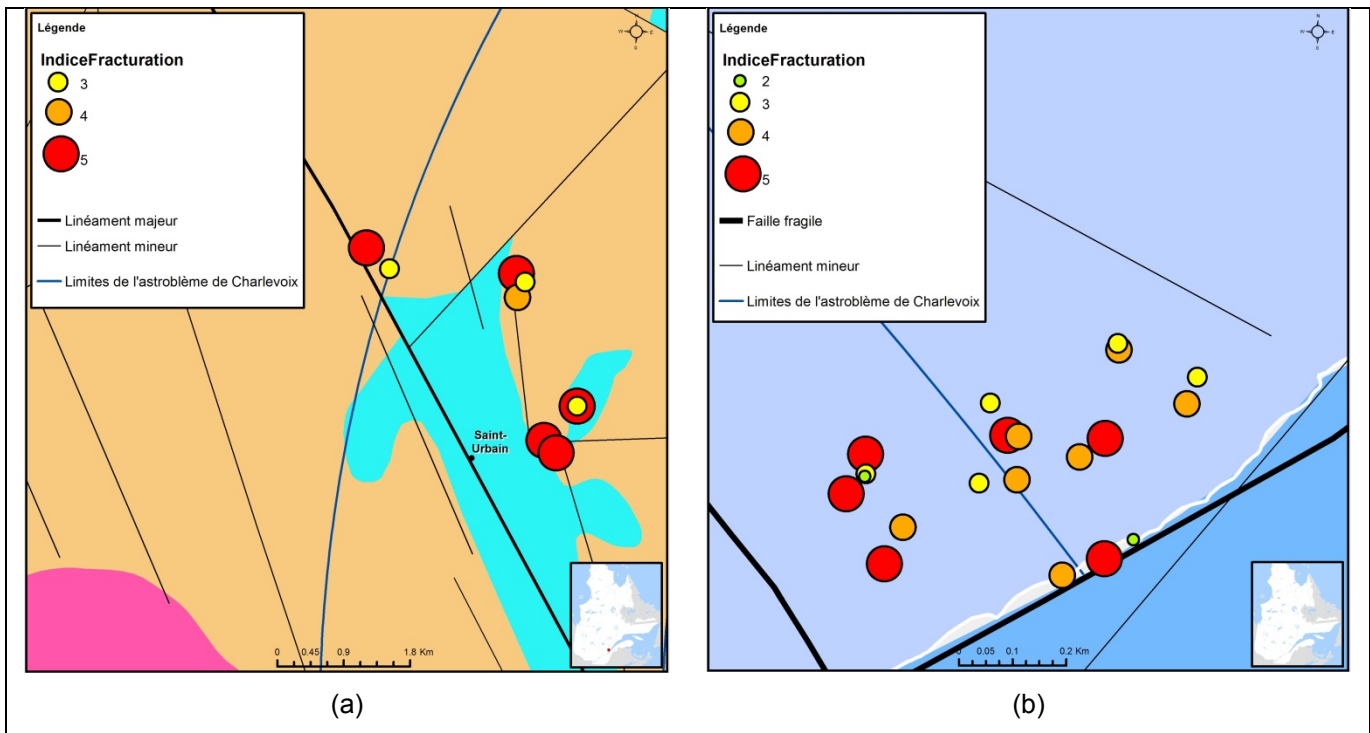 Légende
IndiceFracturation
3
4
5
Linéament majeur
Linéament mineur
Limites de l'astroblème de Charlevoix
N
W E
S
Saint-
Urbain
0 0.45 0.9 1.8 Km
(a)
Légende
IndiceFracturation
2
3
4
5
Faille fragile
Linéament mineur
Limites de l'astroblème de Charlevoix
N
W E
S
0 0.05 0.1 0.2 Km
(b)